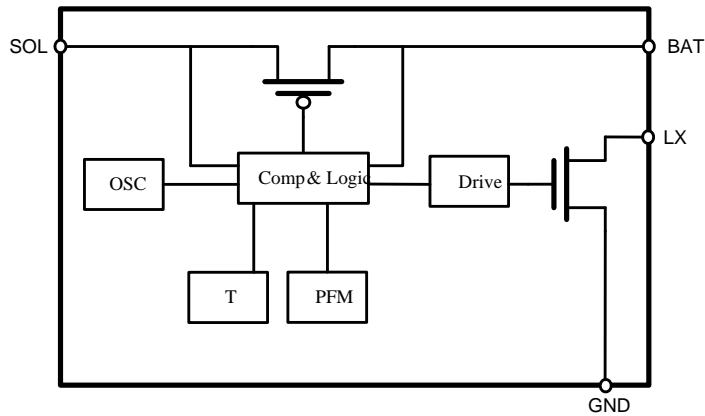 SOL
BAT
LX
OSC
Comp & Logic
Drive
T
PFM
GND